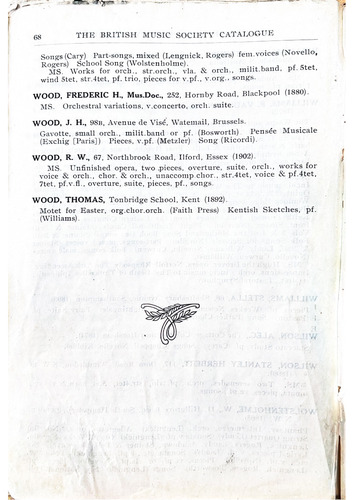 68 THE BRITISH MUSIC SOCIETY CATALOGUE
Songs (Cary) Part-songs, mixed (Lengnick, Rogers) fem. voices (Novello,
Rogers) School Song (Wolstenholme).
MS. Works for orch., str.orch., vla. & orch., milit.band. pf. 5tet,
wind 5tet, str.4tet, pf. trio, pieces for v.pf., v.org., songs.
WOOD, FREDERIC H., Mus.Doc., 252, Hornby Road, Blackpool (1880).
MS. Orchestral variations, v.concerto, orch. suite.
WOOD, J. H., 98B, Avenue de Visé, Watemail, Brussels.
Gavotte, small orch., milit.band or pf. (Bosworth) Pensée Musicale
(Exchig [Paris]) Pieces, v.pf. (Metzler) Song (Ricordi).
WOOD, R. W., 67, Northbrook Road, Ilford, Essex (1902).
MS. Unfinished opera, two pieces, overture, suite, orch., works for
voice & orch., chor. & orch., unaccomp chor., str.4tet, voice & pf.4tet,
7tet, pf.v.fl., overture, suite, pieces, pf., songs.
WOOD, THOMAS, Tonbridge School, Kent (1892).
Motet for Easter, org.chor.orch. (Faith Press) Kentish Sketches, pf.
(Williams).